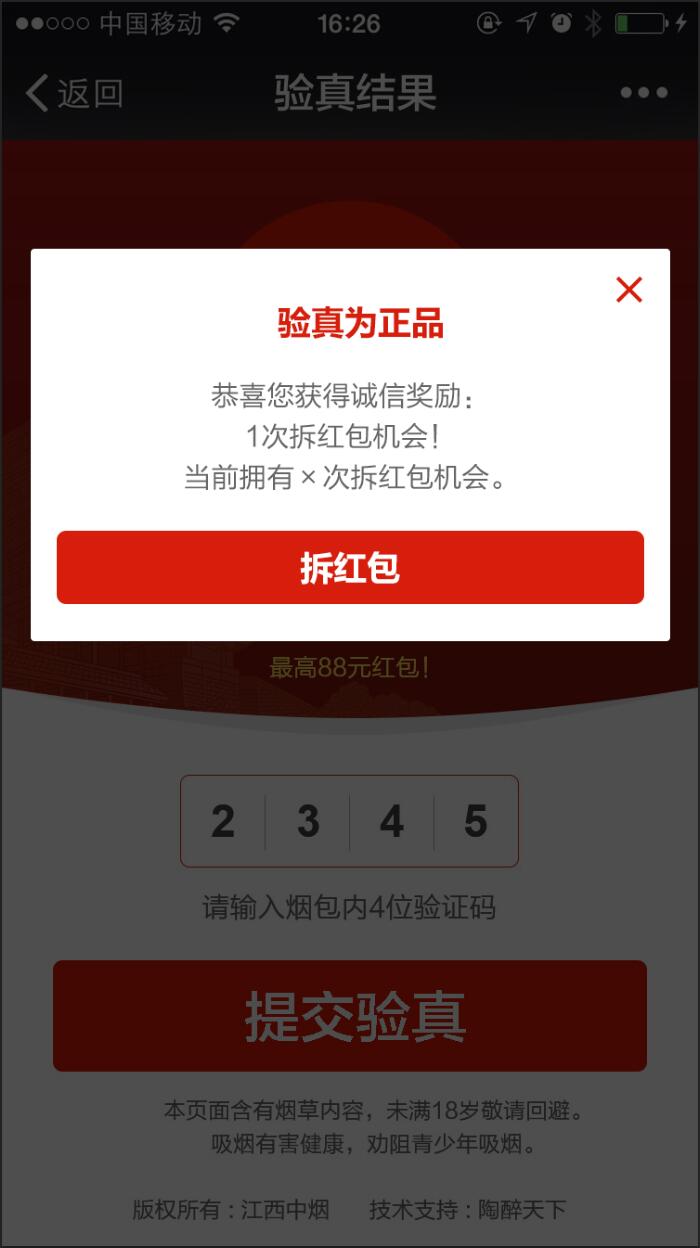 中国移动 16:26
返回 验真结果
验真为正品
恭喜您获得诚信奖励：
1次拆红包机会！
当前拥有×次拆红包机会。
拆红包
最高88元红包！
2 3 4 5
请输入烟包内4位验证码
提交验真
本页面含有烟草内容，未满18岁敬请回避。
吸烟有害健康，劝阻青少年吸烟。
版权所有：江西中烟 技术支持：陶醉天下